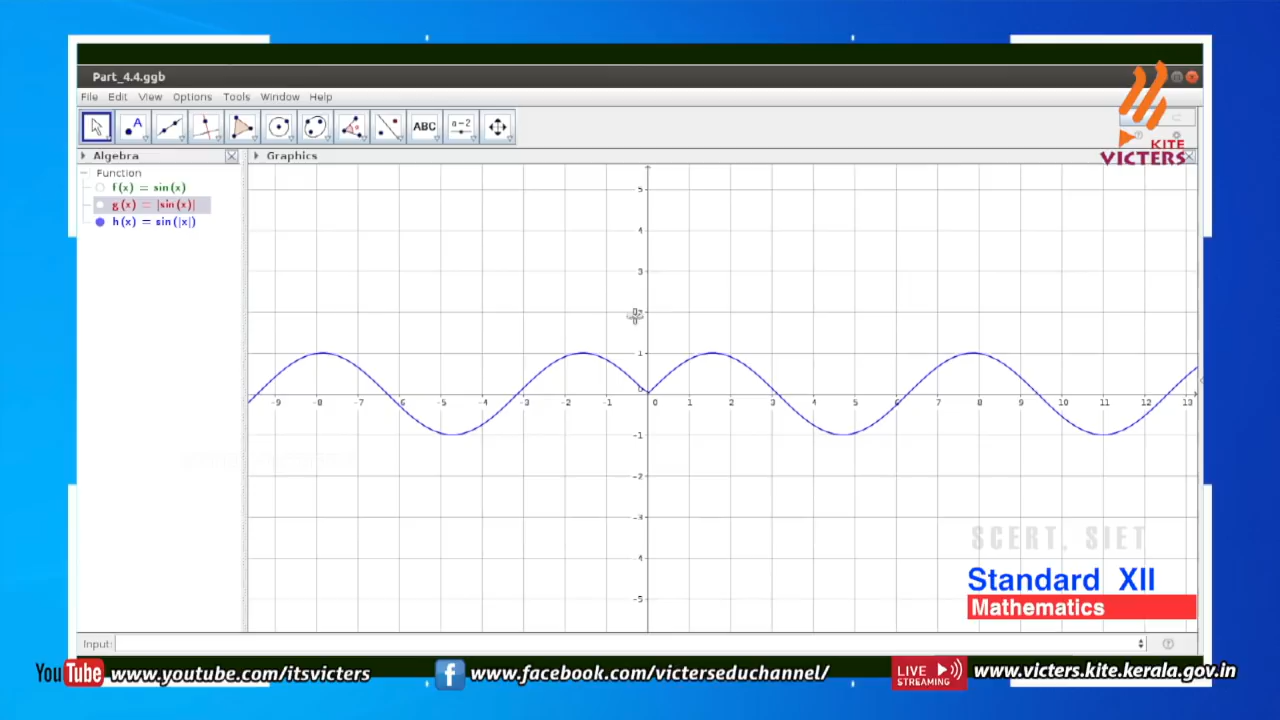 Part_4.4.ggb
File Edit View Options Tools Window Help
A
ABC
a=2
KITE
VICTERS
Algebra
Graphics
Function
f(x) = sin(x)
g(x) = |sin(x)|
h(x) = sin(|x|)
5
4
3
2
1
0
-9 -8 -7 -6 -5 -4 -3 -2 -1 0 1 2 3 4 5 6 7 8 9 10 11 12 13
-1
-2
-3
-4
-5
SCERT, SIET
Standard XII
Mathematics
Input:
YouTube www.youtube.com/itsvicters
f www.facebook.com/victerseduchannel/
LIVE STREAMING www.victers.kite.kerala.gov.in